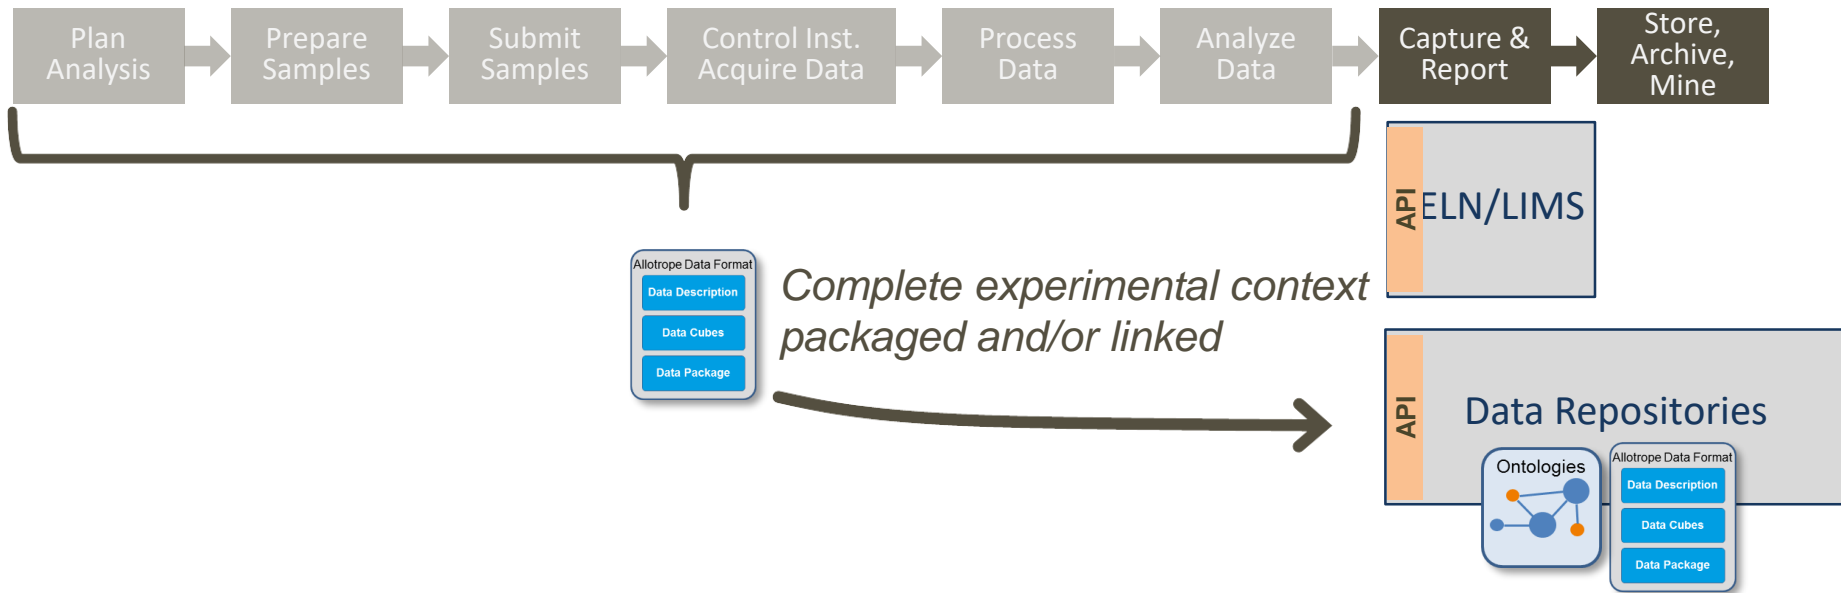 Plan
Analysis
Prepare
Samples
Submit
Samples
Control Inst.
Acquire Data
Process
Data
Analyze
Data
Capture &
Report
Store,
Archive,
Mine
API
ELN/LIMS
Allotrope Data Format
Data Description
Data Cubes
Data Package
Complete experimental context
packaged and/or linked
API
Data Repositories
Ontologies
Allotrope Data Format
Data Description
Data Cubes
Data Package